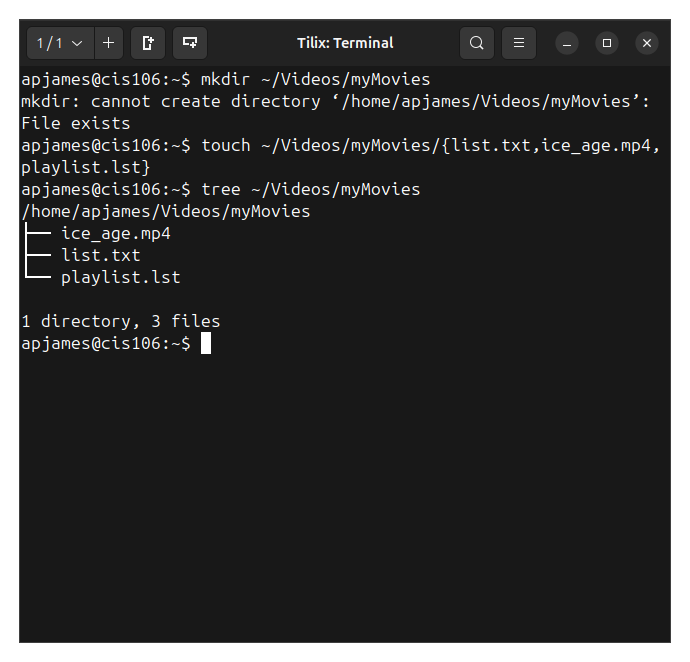 1 / 1
Tilix: Terminal
apjames@cis106:~$ mkdir ~/Videos/myMovies
mkdir: cannot create directory ‘/home/apjames/Videos/myMovies’:
File exists
apjames@cis106:~$ touch ~/Videos/myMovies/{list.txt,ice_age.mp4,
playlist.lst}
apjames@cis106:~$ tree ~/Videos/myMovies
/home/apjames/Videos/myMovies
├── ice_age.mp4
├── list.txt
└── playlist.lst
1 directory, 3 files
apjames@cis106:~$